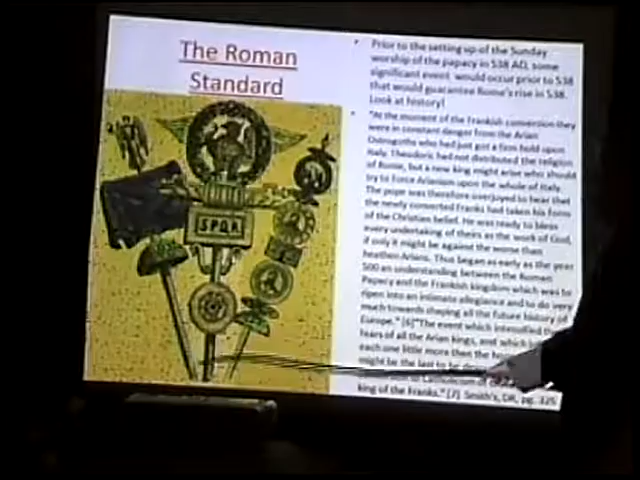 The Roman
Standard
SPQR
• Prior to the setting up of the Sunday
worship of the papacy in 538 AD, some
significant event would occur prior to 538
that would guarantee Rome's rise in 538.
Look at history!
• "At the moment of the Frankish conversion they
were in constant danger from the Arian
Ostrogoths who had just got a firm hold upon
Italy. Theodoric had not distributed the religion
of Rome, but a new king might arise who should
try to force Arianism upon the whole of Italy.
The pope was therefore overjoyed to hear that
the newly converted Franks had taken his form
of the Christian belief. He was ready to bless
every undertaking of theirs as the work of God,
if only it might be against the worse than
heathen Arians. Thus began as early as the year
500 an understanding between the Roman
Papacy and the Frankish kingdom which was to
ripen into an intimate allegiance and to do very
much towards shaping all the future history of
Europe." [6] "The event which intensified the
fears of all the Arian kings, and which
each one little more than the
might be the last to be
to Catholicism of
king of the Franks." [7] Smith's, DR, pg. 325